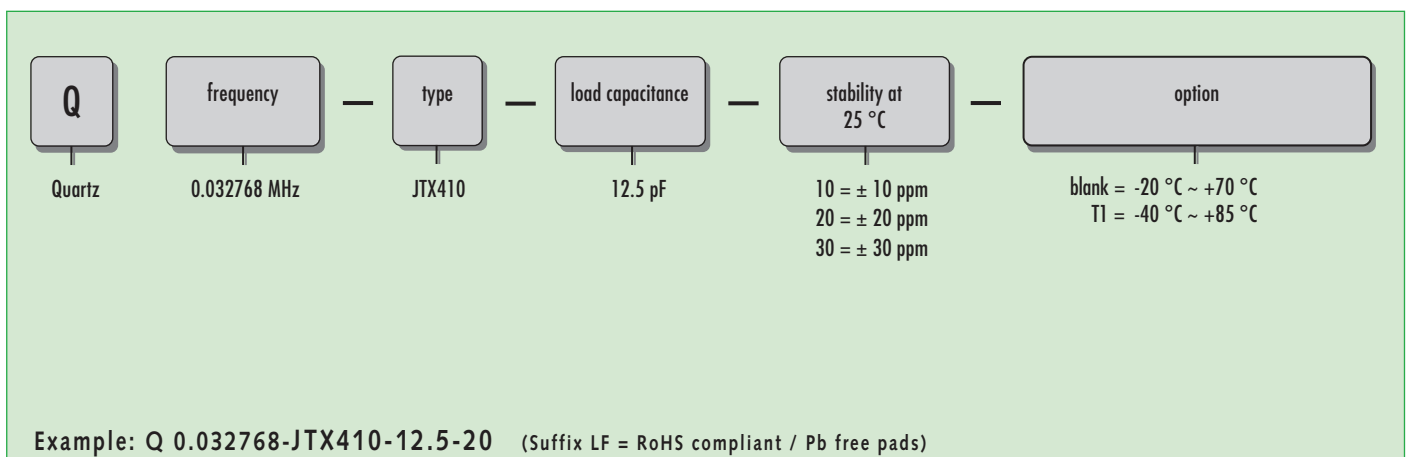 Q
frequency
—
type
—
load capacitance
—
stability at
25 °C
—
option
Quartz
0.032768 MHz
JTX410
12.5 pF
10 = ± 10 ppm
20 = ± 20 ppm
30 = ± 30 ppm
blank = -20 °C ~ +70 °C
T1 = -40 °C ~ +85 °C
Example: Q 0.032768-JTX410-12.5-20 (Suffix LF = RoHS compliant / Pb free pads)